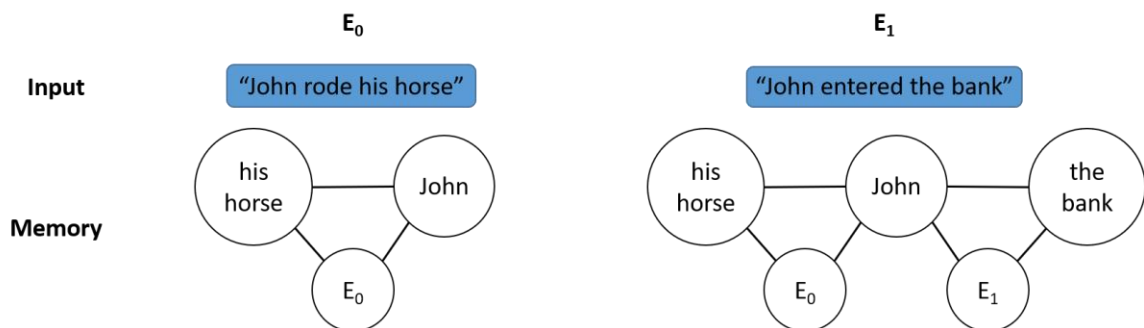 E₀ E₁
Input “John rode his horse” “John entered the bank”
his his the
horse John horse John bank
Memory
E₀ E₀ E₁